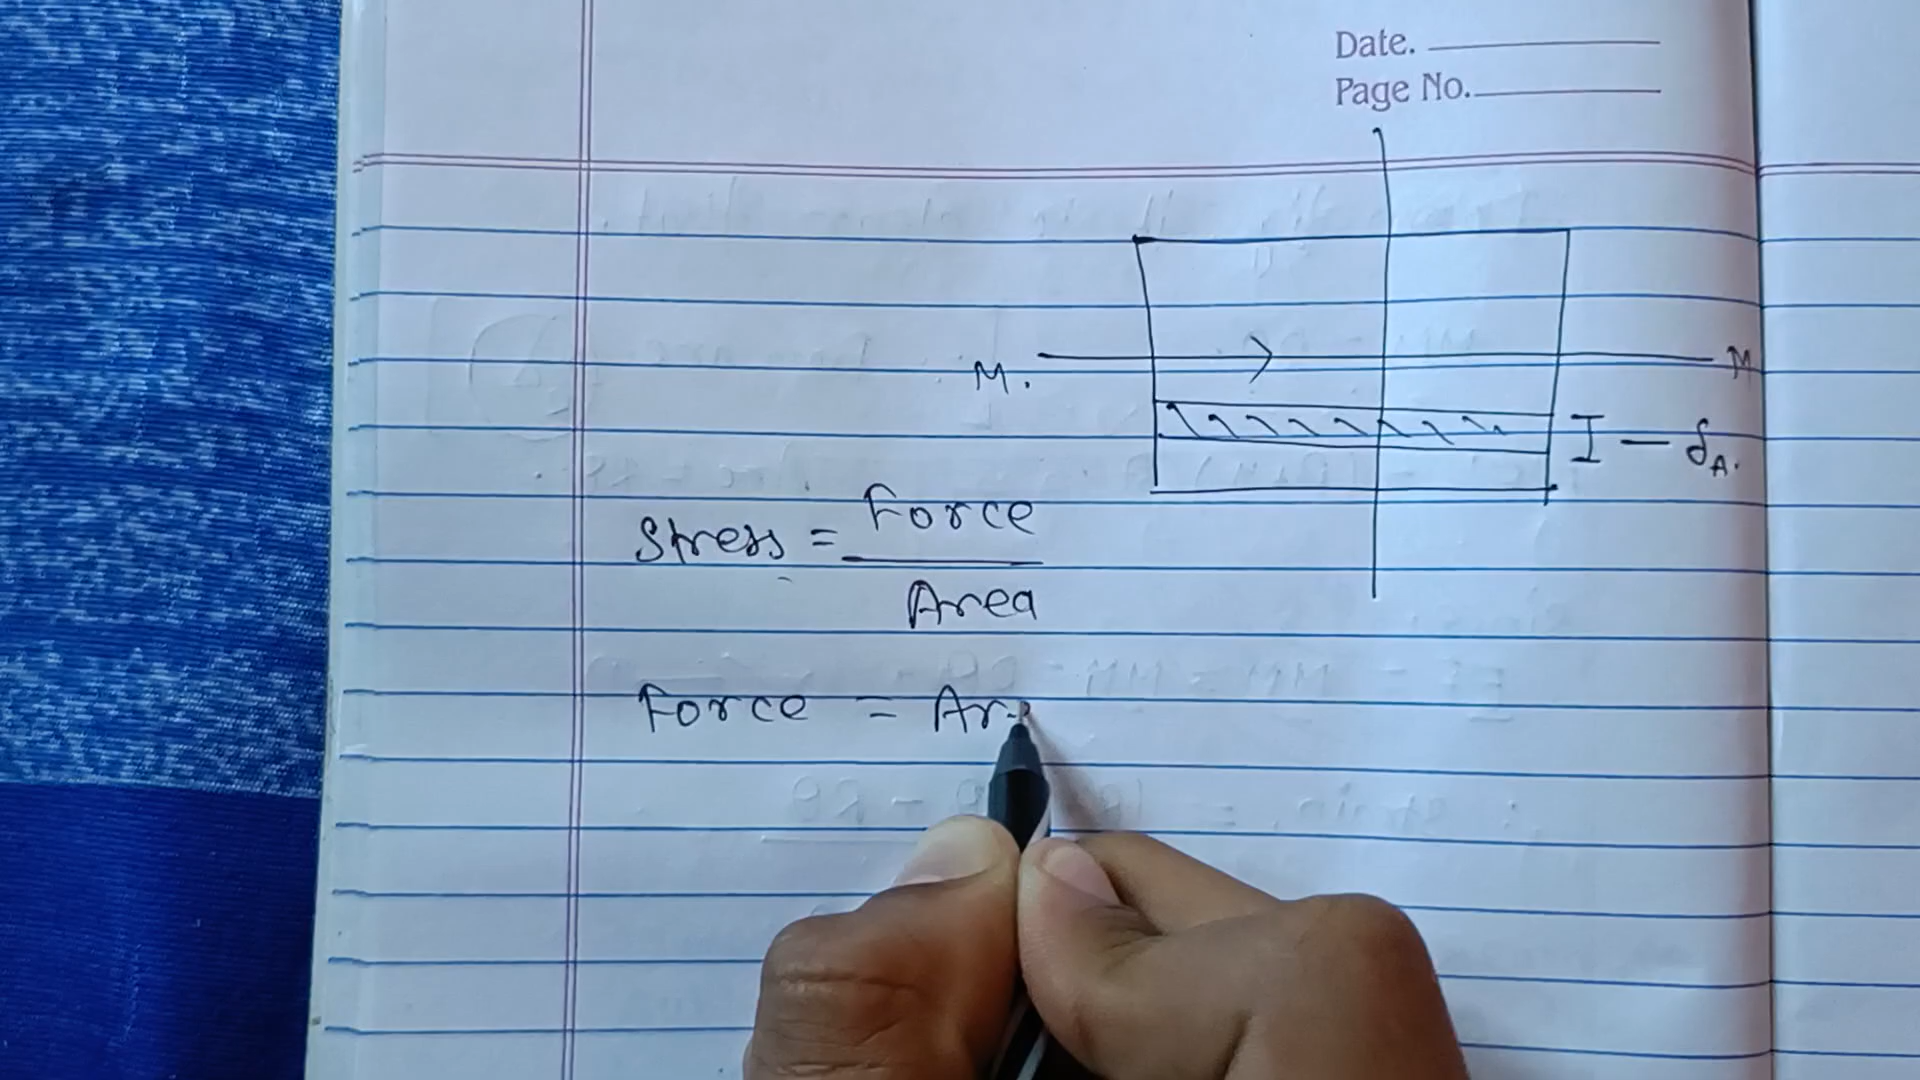 Date.
Page No.
M.
M
I - δA.
Stress = Force
Area
Force = Ar